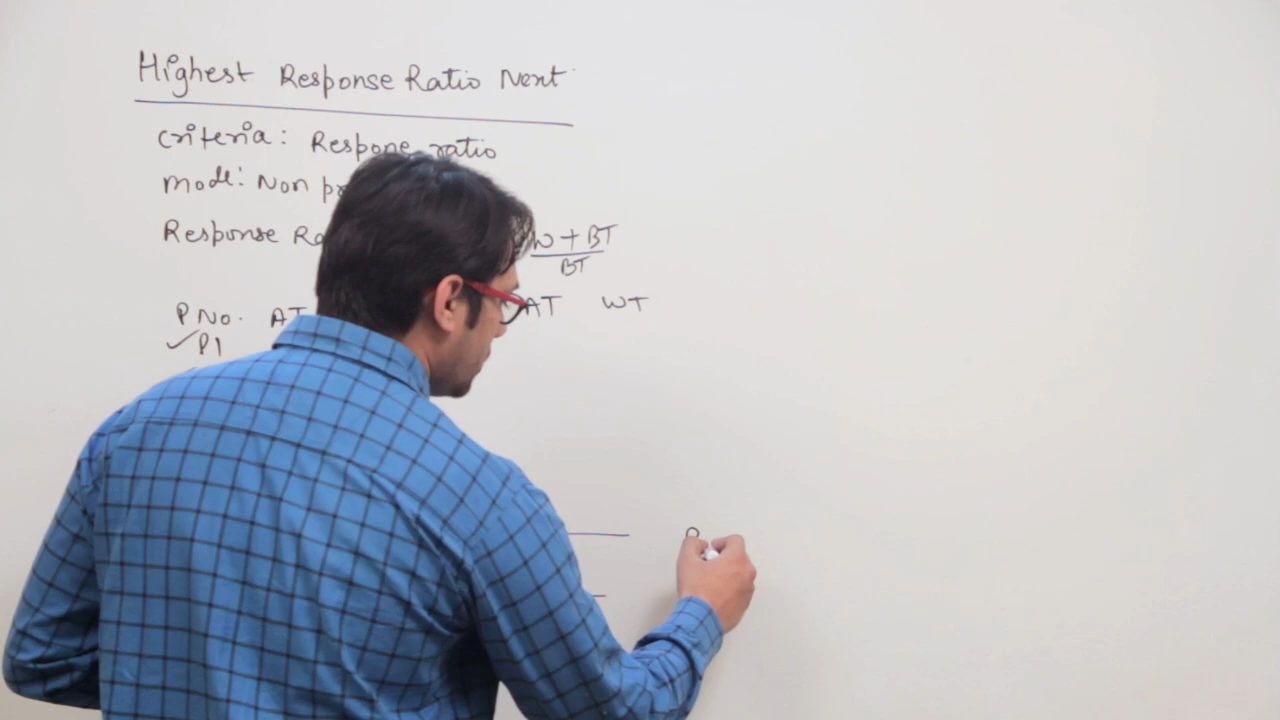 Highest Response Ratio Next
Criteria: Respone ratio
Mode: Non
Response
W + BT
BT
P No. AT AT WT
✓ P1